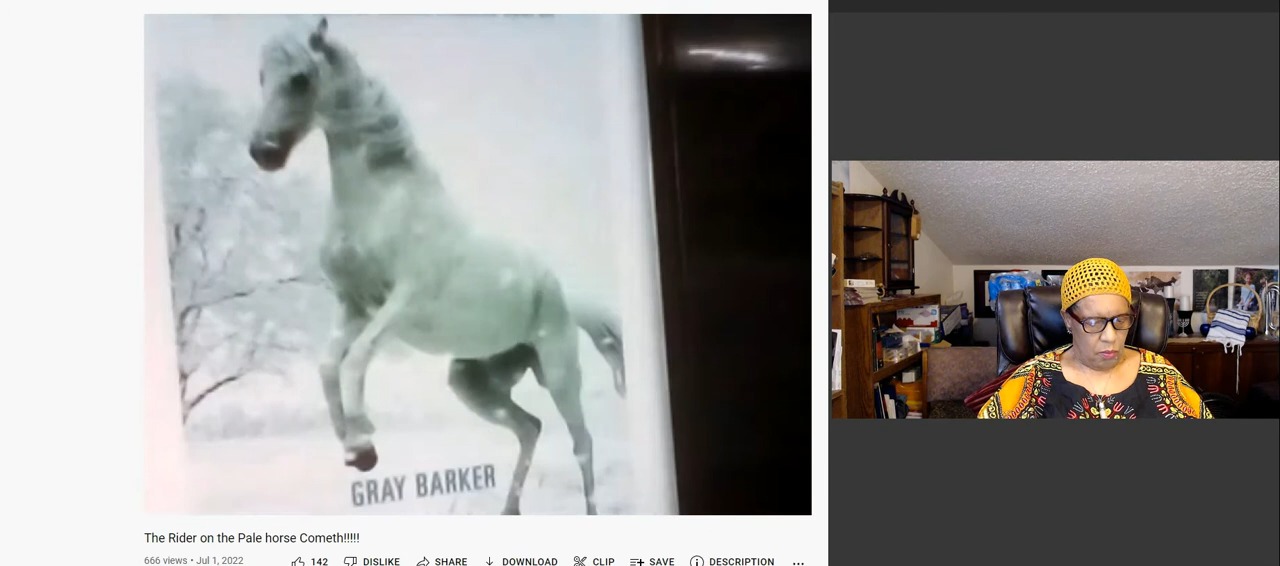 GRAY BARKER
The Rider on the Pale horse Cometh!!!!!
666 views • Jul 1, 2022
142
DISLIKE
SHARE
DOWNLOAD
CLIP
SAVE
DESCRIPTION
...